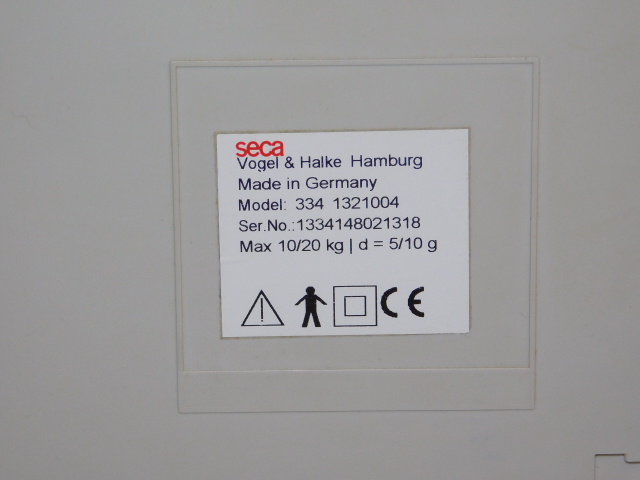 seca
Vogel & Halke Hamburg
Made in Germany
Model: 334 1321004
Ser.No.:1334148021318
Max 10/20 kg | d = 5/10 g
CE